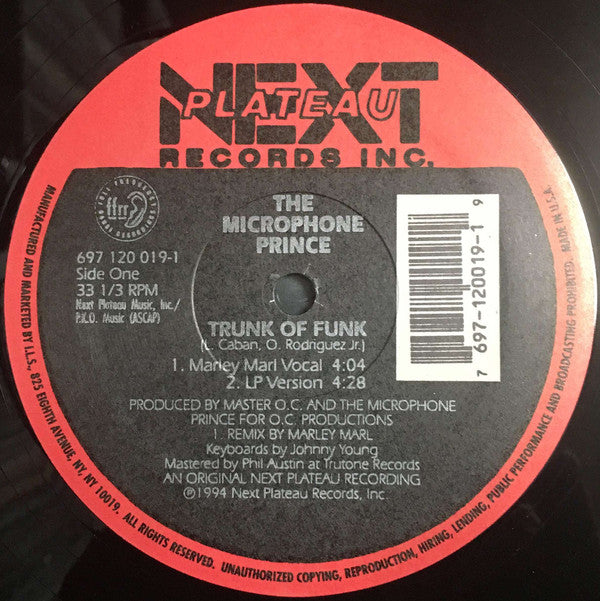 NEXT
PLATEAU
RECORDS INC.
ffrr
FULL FREQUENCY RANGE RECORDINGS
THE
MICROPHONE
PRINCE
697 120 019-1
Side One
33 1/3 RPM
Next Plateau Music, Inc./
P.I.L.O. Music (ASCAP)
TRUNK OF FUNK
(L. Caban, O. Rodriguez Jr.)
1. Marley Marl Vocal 4:04
2. LP Version 4:28
PRODUCED BY MASTER O.C. AND THE MICROPHONE
PRINCE FOR O.C. PRODUCTIONS
1. REMIX BY MARLEY MARL
Keyboards by Johnny Young
Mastered by Phil Austin at Trutone Records
AN ORIGINAL NEXT PLATEAU RECORDING
℗©1994 Next Plateau Records, Inc
7 697-120019-1 9
MANUFACTURED AND MARKETED BY I.L.S., 825 EIGHTH AVENUE, NY, NY 10019. ALL RIGHTS RESERVED. UNAUTHORIZED COPYING, REPRODUCTION, HIRING, LENDING, PUBLIC PERFORMANCE AND BROADCASTING PROHIBITED. MADE IN U.S.A.